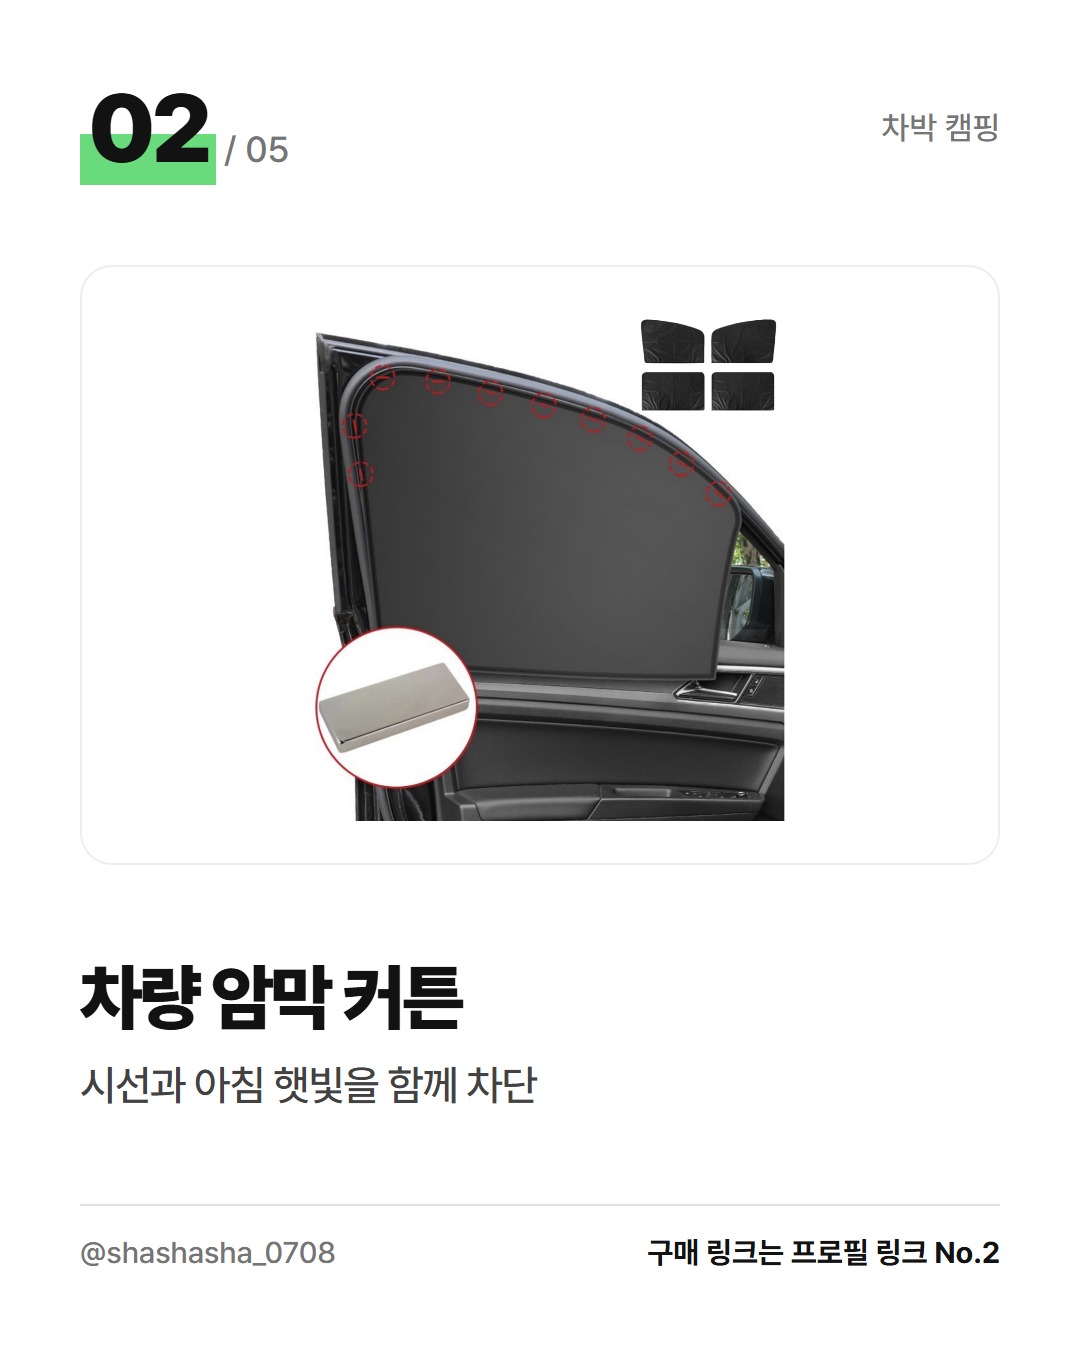 02 / 05
차박 캠핑
차량 암막 커튼
시선과 아침 햇빛을 함께 차단
@shashasha_0708
구매 링크는 프로필 링크 No.2